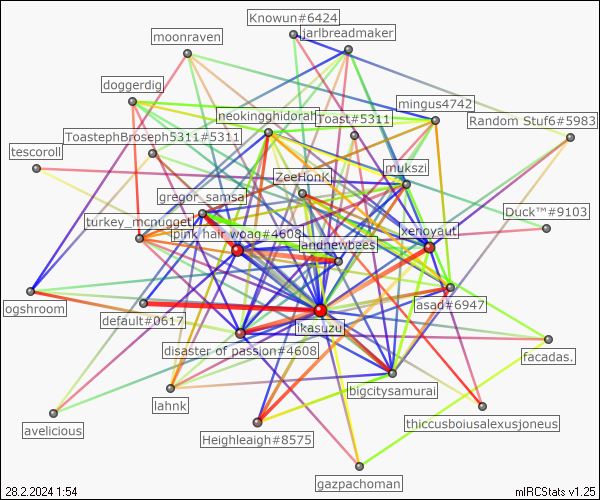 Knowun#6424
jarlbreadmaker
moonraven
doggerdig
mingus4742
neokingghidorah
Toast#5311
Random Stuf6#5983
ToastephBroseph5311#5311
tescoroll
mukszi
ZeeHonK
gregor_samsa
Duck™#9103
turkey_mcnugget
pink hair woag#4608
xenoyaut
andnewbees
ogshroom
asad#6947
default#0617
ikasuzu
disaster of passion#4608
facadas.
bigcitysamurai
lahnk
thiccusboiusalexusjoneus
avelicious
Heighleigh#8575
gazpachoman
28.2.2024 1:54
mIRCStats v1.25